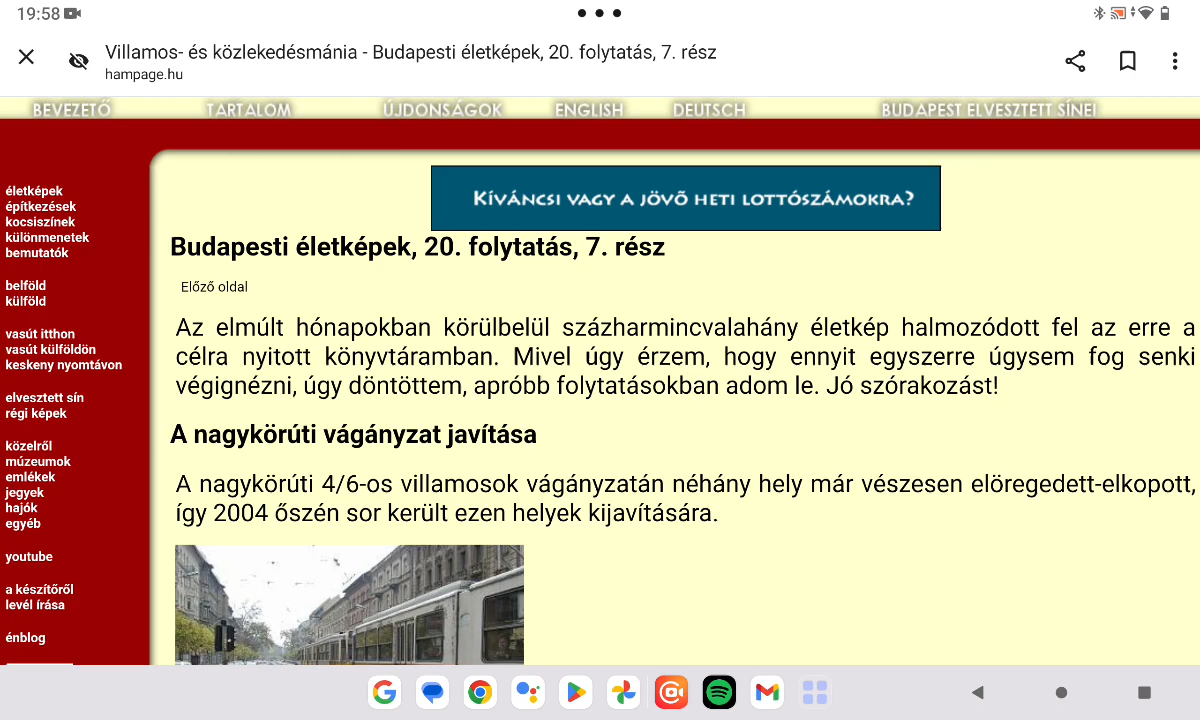 19:58
Villamos- és közlekedésmánia - Budapesti életképek, 20. folytatás, 7. rész
hampage.hu
BEVEZETŐ TARTALOM ÚJDONSÁGOK ENGLISH DEUTSCH BUDAPEST ELVESZTETT SÍNEI
életképek
építkezések
kocsiszínek
különmenetek
bemutatók
belföld
külföld
vasút itthon
vasút külföldön
keskeny nyomtávon
elvesztett sín
régi képek
közelről
múzeumok
emlékek
jegyek
hajók
egyéb
youtube
a készítőről
levél írása
énblog
Kíváncsi vagy a jövõ heti lottószámokra?
Budapesti életképek, 20. folytatás, 7. rész
Előző oldal
Az elmúlt hónapokban körülbelül százharmincvalahány életkép halmozódott fel az erre a
célra nyitott könyvtáramban. Mivel úgy érzem, hogy ennyit egyszerre úgysem fog senki
végignézni, úgy döntöttem, apróbb folytatásokban adom le. Jó szórakozást!
A nagykörúti vágányzat javítása
A nagykörúti 4/6-os villamosok vágányzatán néhány hely már vészesen elöregedett-elkopott,
így 2004 őszén sor került ezen helyek kijavítására.